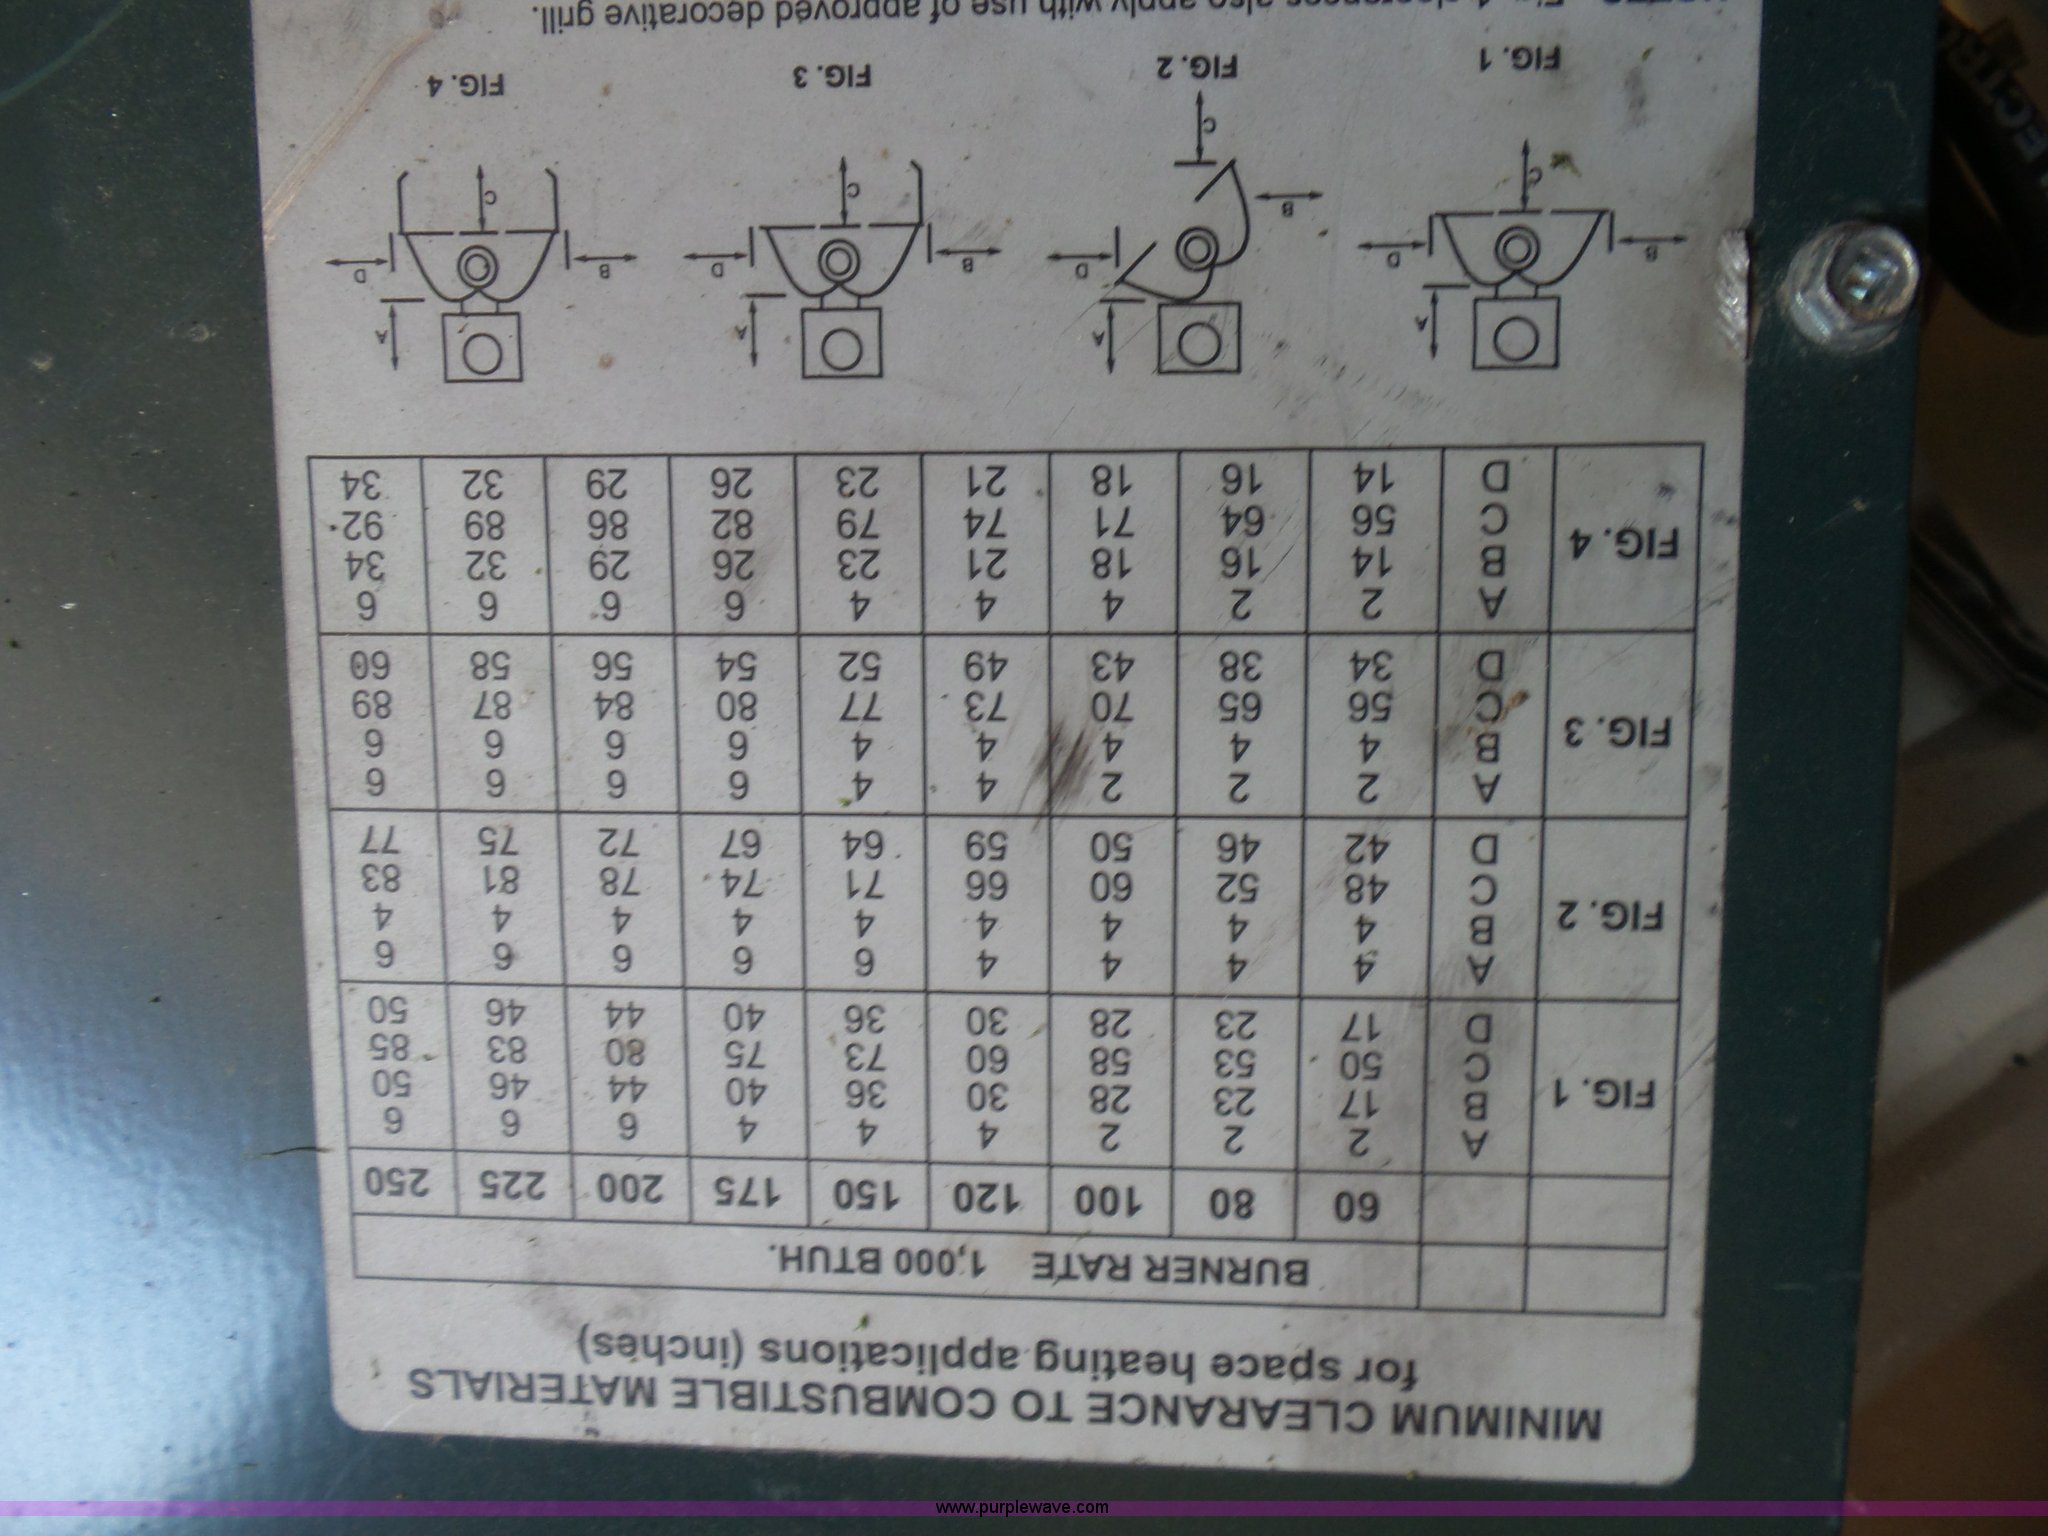 MINIMUM CLEARANCE TO COMBUSTIBLE MATERIALS
for space heating applications (inches)
BURNER RATE 1,000 BTUH.
60 80 100 120 150 175 200 225 250
FIG. 1
A 2 2 2 4 4 4 6 6 6
B 17 23 28 30 36 40 44 46 50
C 50 53 58 60 73 75 80 83 85
D 17 23 28 30 36 40 44 46 50
FIG. 2
A 4 4 4 4 6 6 6 6 6
B 4 4 4 4 4 4 4 4 4
C 48 52 60 66 71 74 78 81 83
D 42 46 50 59 64 67 72 75 77
FIG. 3
A 2 2 2 4 4 6 6 6 6
B 4 4 4 4 4 6 6 6 6
C 56 65 70 73 77 80 84 87 89
D 34 38 43 49 52 54 56 58 60
FIG. 4
A 2 2 4 4 4 6 6 6 6
B 14 16 18 21 23 26 29 32 34
C 56 64 71 74 79 82 86 89 92
D 14 16 18 21 23 26 29 32 34
A B C D
A B C D
A B C D
A B C D
FIG. 1 FIG. 2 FIG. 3 FIG. 4
clearances also apply with use of approved decorative grill.
www.purplewave.com